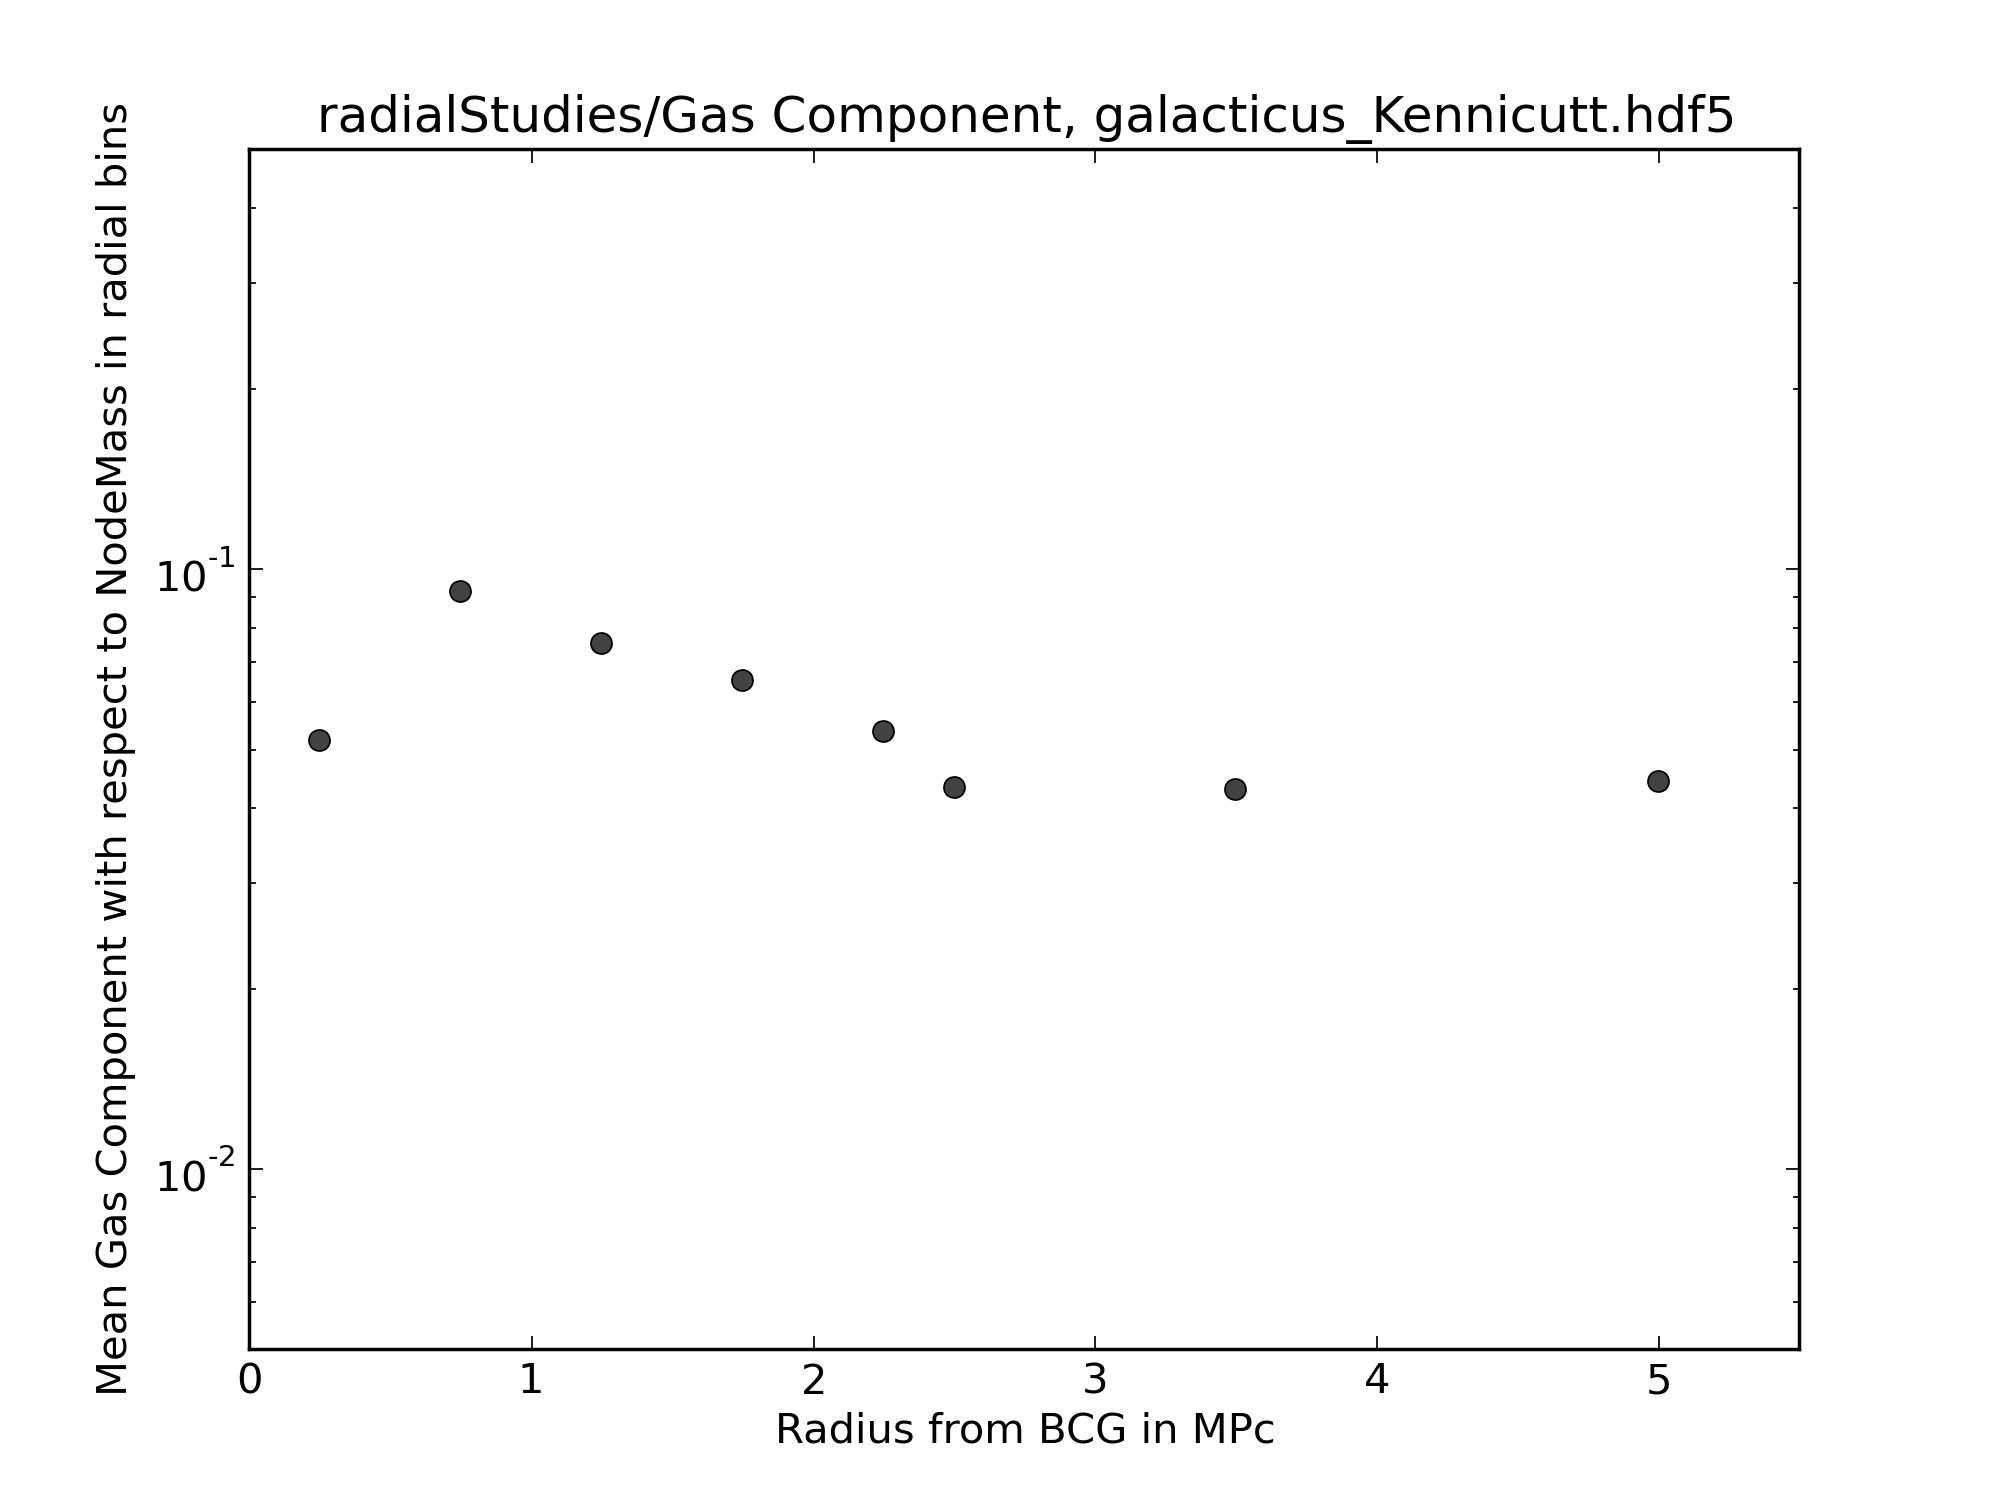 radialStudies/Gas Component, galacticus_Kennicutt.hdf5
Mean Gas Component with respect to NodeMass in radial bins
10^-1
10^-2
0 1 2 3 4 5
Radius from BCG in MPc